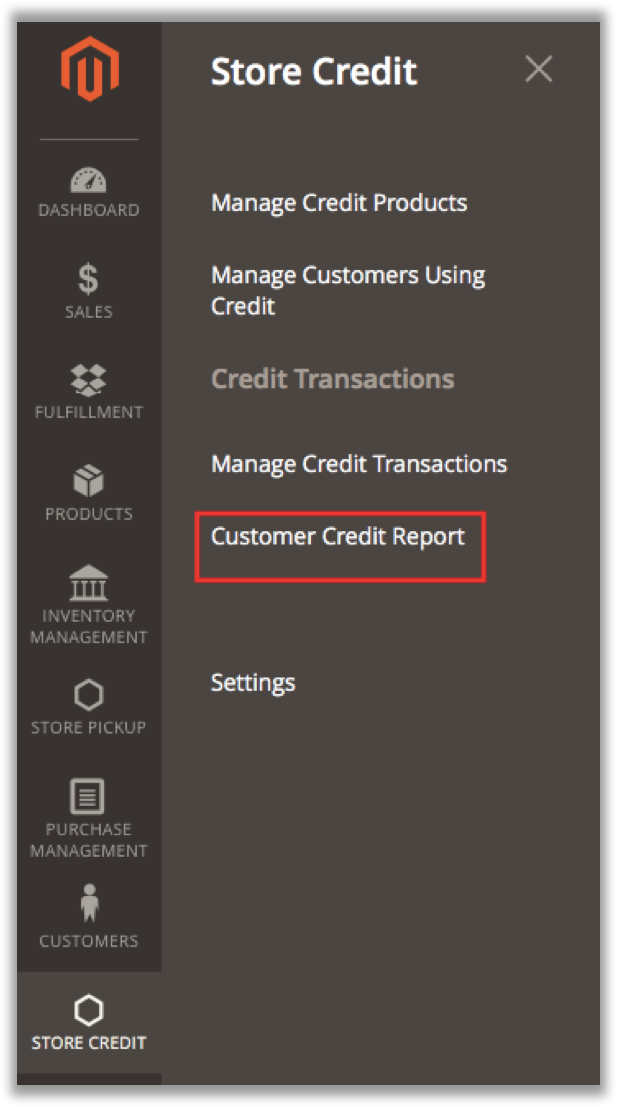 Store Credit
DASHBOARD
SALES
FULFILLMENT
PRODUCTS
INVENTORY
MANAGEMENT
STORE PICKUP
PURCHASE
MANAGEMENT
CUSTOMERS
STORE CREDIT
Manage Credit Products
Manage Customers Using
Credit
Credit Transactions
Manage Credit Transactions
Customer Credit Report
Settings